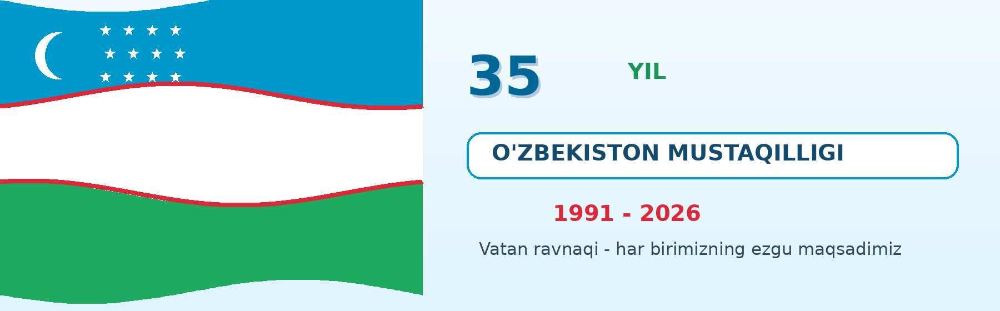 35 YIL
O'ZBEKISTON MUSTAQILLIGI
1991 - 2026
Vatan ravnaqi - har birimizning ezgu maqsadimiz